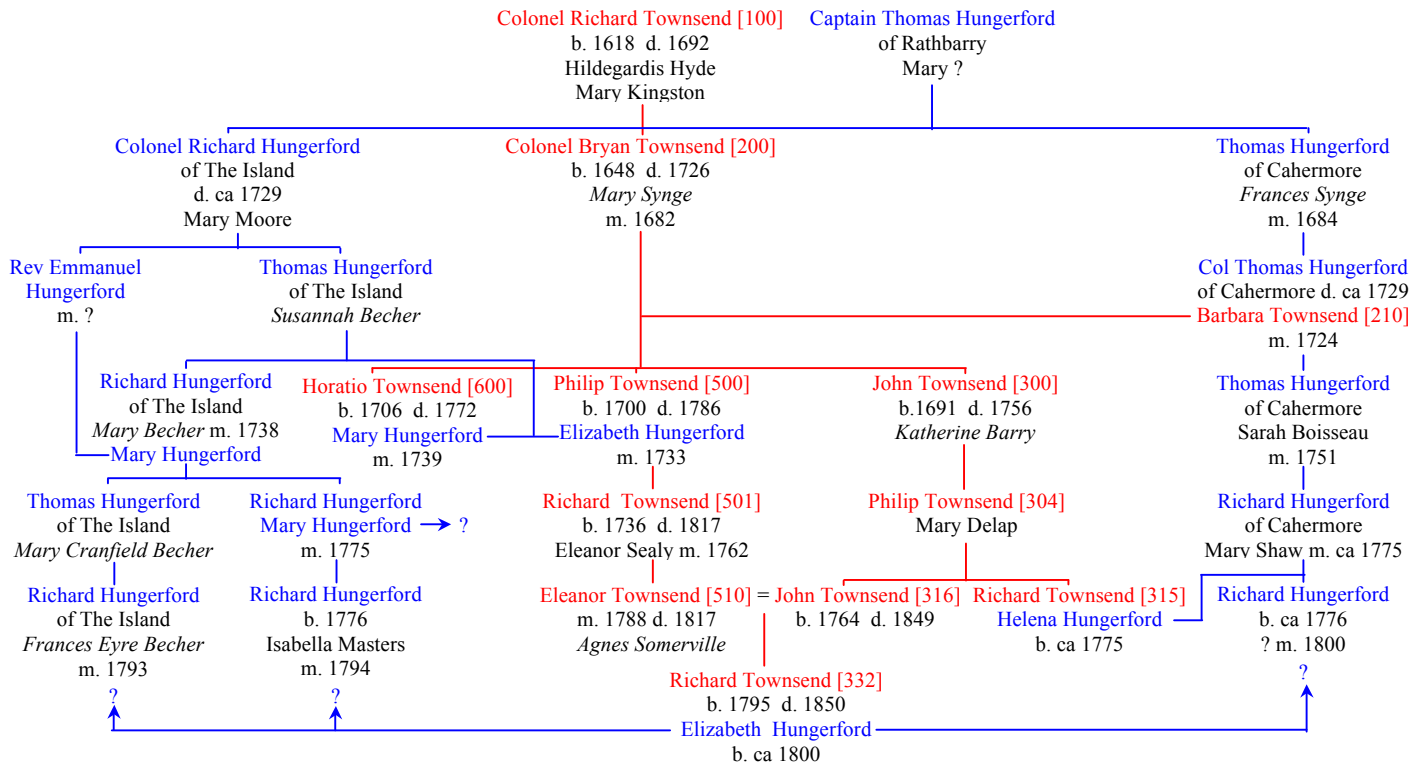 Colonel Richard Townsend [100]
b. 1618 d. 1692
Hildegardis Hyde
Mary Kingston
Captain Thomas Hungerford
of Rathbarry
Mary ?
Colonel Richard Hungerford
of The Island
d. ca 1729
Mary Moore
Colonel Bryan Townsend [200]
b. 1648 d. 1726
Mary Synge
m. 1682
Thomas Hungerford
of Cahermore
Frances Synge
m. 1684
Rev Emmanuel
Hungerford
m. ?
Thomas Hungerford
of The Island
Susannah Becher
Col Thomas Hungerford
of Cahermore d. ca 1729
Barbara Townsend [210]
m. 1724
Richard Hungerford
of The Island
Mary Becher m. 1738
Mary Hungerford
Horatio Townsend [600]
b. 1706 d. 1772
Mary Hungerford
m. 1739
Philip Townsend [500]
b. 1700 d. 1786
Elizabeth Hungerford
m. 1733
John Townsend [300]
b.1691 d. 1756
Katherine Barry
Thomas Hungerford
of Cahermore
Sarah Boisseau
m. 1751
Thomas Hungerford
of The Island
Mary Cranfield Becher
Richard Hungerford
Mary Hungerford → ?
m. 1775
Richard Townsend [501]
b. 1736 d. 1817
Eleanor Sealy m. 1762
Philip Townsend [304]
Mary Delap
Richard Hungerford
of Cahermore
Mary Shaw m. ca 1775
Richard Hungerford
of The Island
Frances Eyre Becher
m. 1793
?
Richard Hungerford
b. 1776
Isabella Masters
m. 1794
?
Eleanor Townsend [510] = John Townsend [316]
m. 1788 d. 1817
Agnes Somerville
b. 1764 d. 1849
Richard Townsend [315]
Helena Hungerford
b. ca 1775
Richard Hungerford
b. ca 1776
? m. 1800
?
Richard Townsend [332]
b. 1795 d. 1850
Elizabeth Hungerford
b. ca 1800